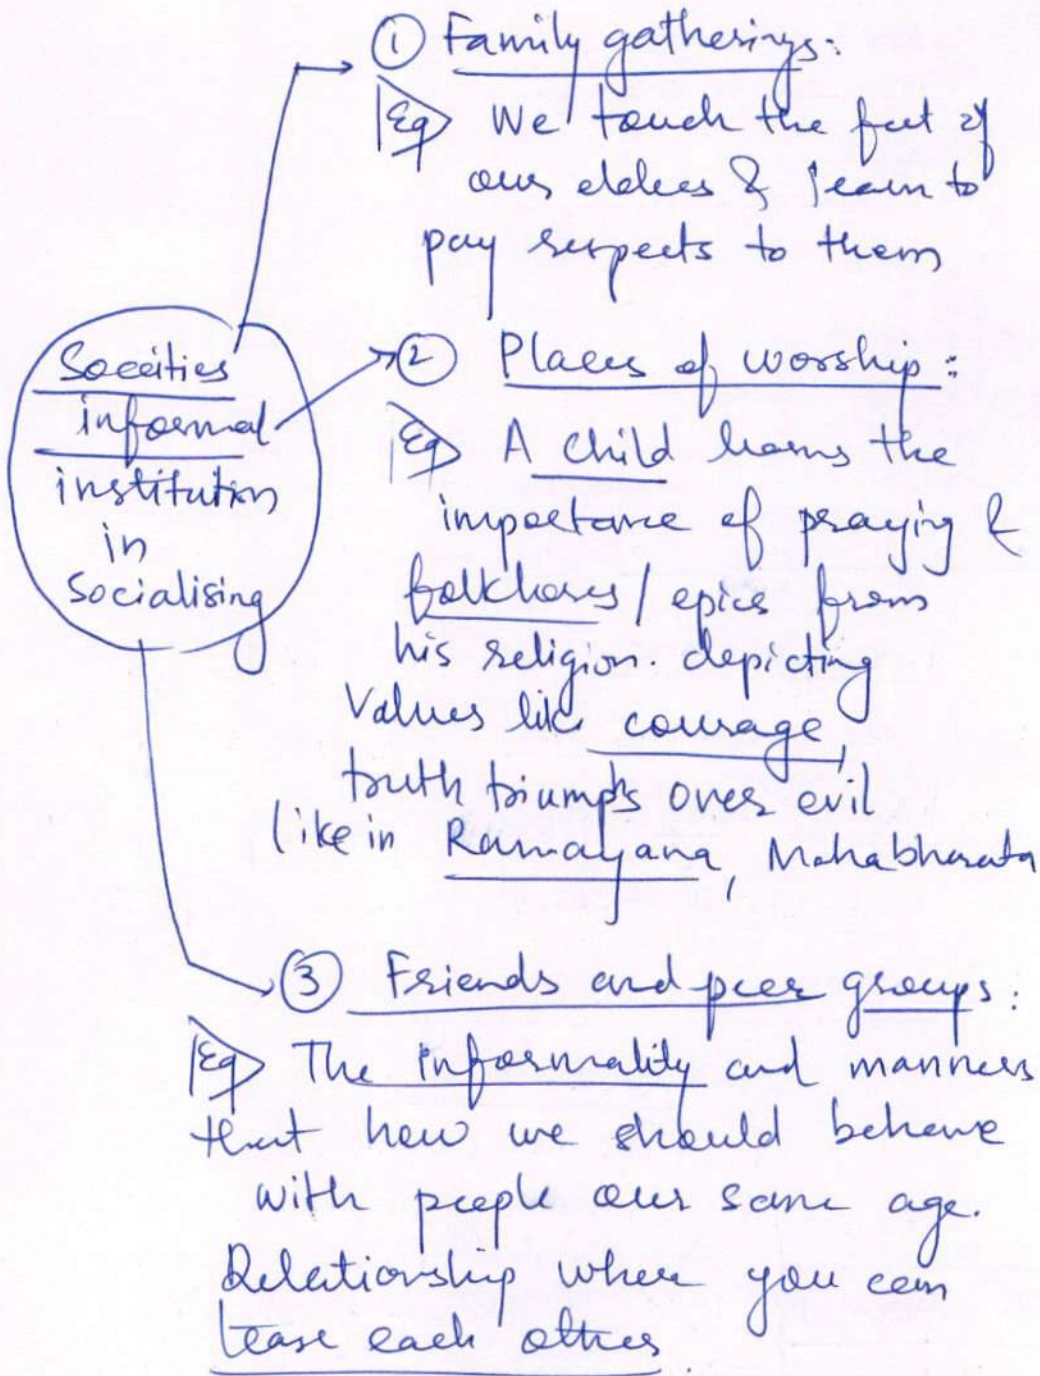 ① Family gatherings:
Eg We touch the feet of
our elders & learn to
pay respects to them
Soceities
informal
institution
in
Socialising
② Places of worship:
Eg A child learns the
importance of praying &
folklores / epics from
his religion. depicting
Values like courage,
truth triumphs over evil
like in Ramayana, Mahabharata
③ Friends and peer groups:
Eg The informality and manners
that how we should behave
with people our same age.
Relationship where you can
tease each other.